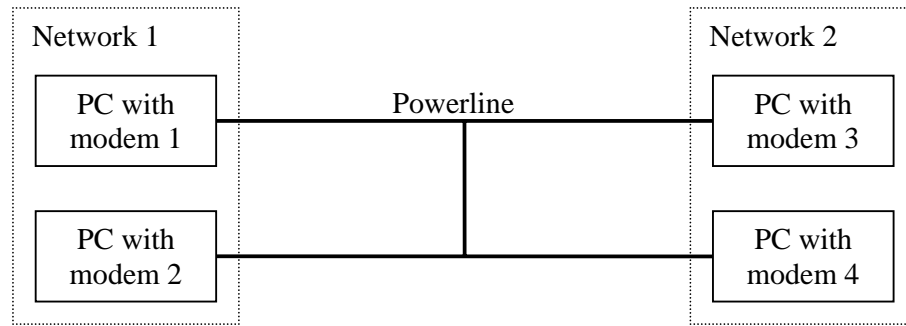 Network 1
PC with
modem 1
PC with
modem 2
Powerline
Network 2
PC with
modem 3
PC with
modem 4